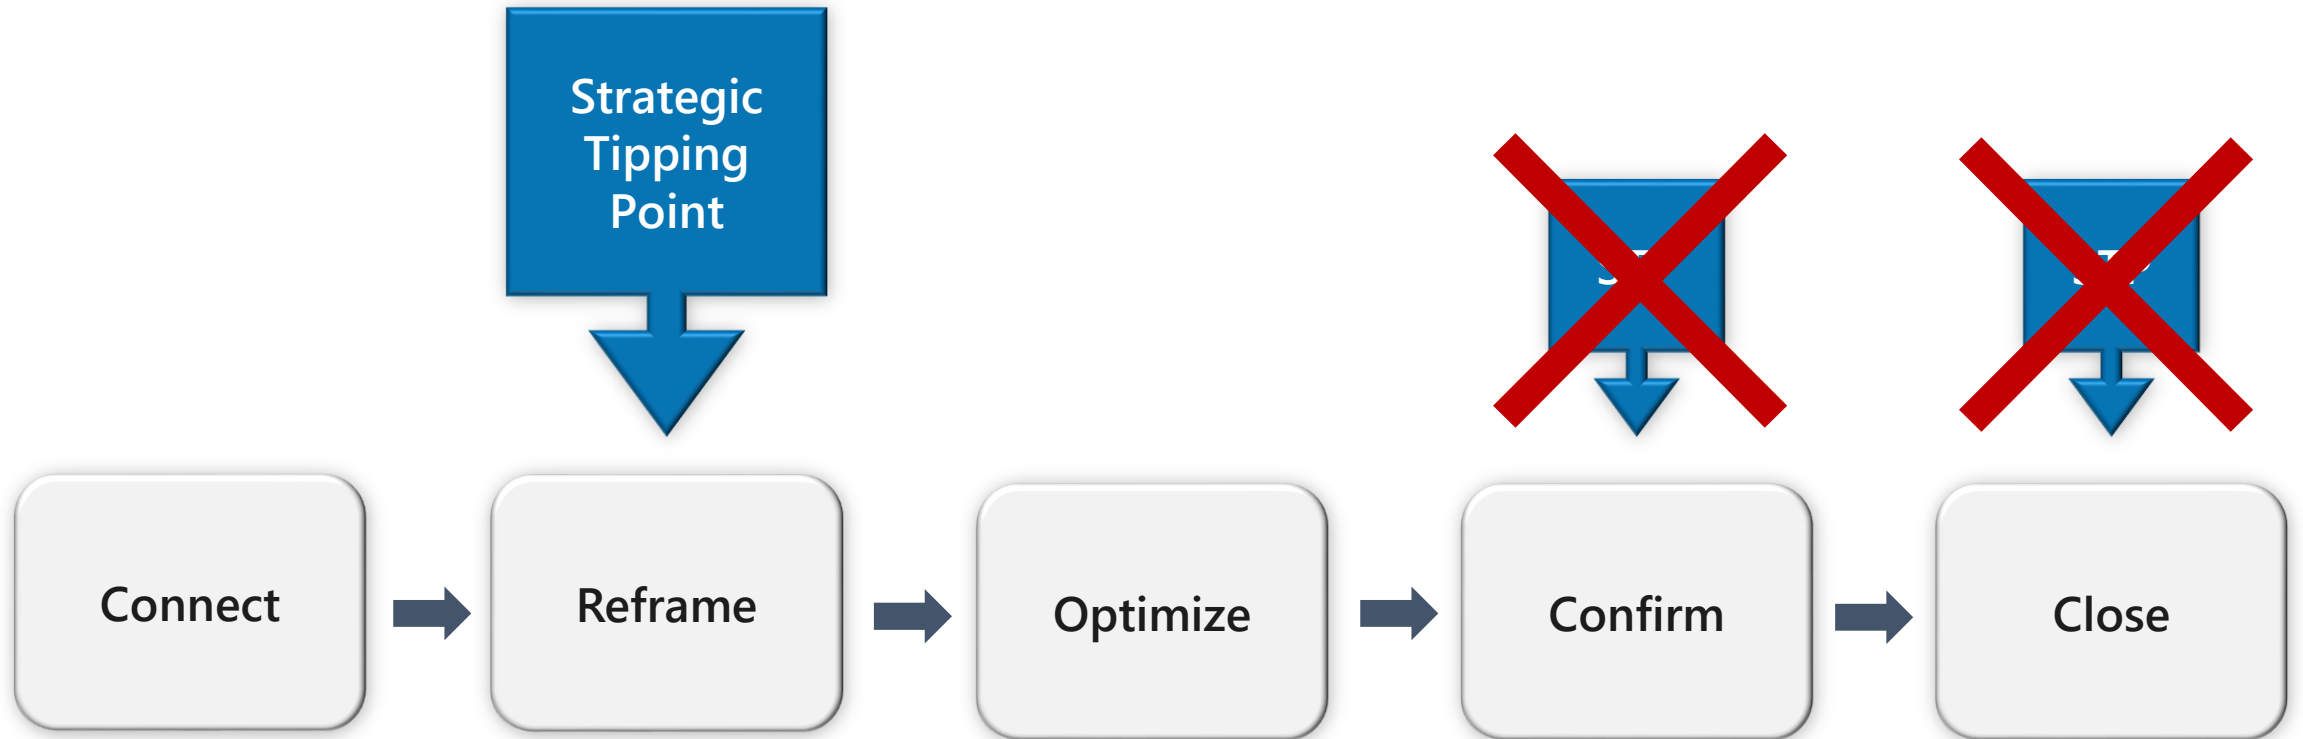 Strategic
Tipping
Point
Connect
Reframe
Optimize
Confirm
Close